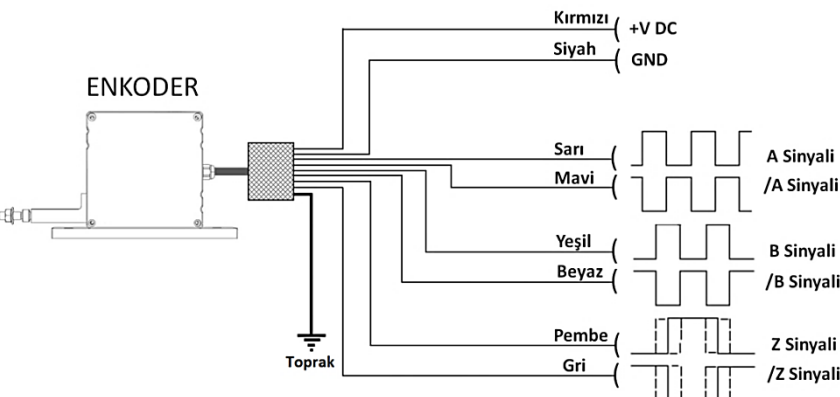 Kırmızı
+V DC
Siyah
GND
ENKODER
Sarı
A Sinyali
Mavi
/A Sinyali
Yeşil
B Sinyali
Beyaz
/B Sinyali
Pembe
Z Sinyali
Toprak
Gri
/Z Sinyali